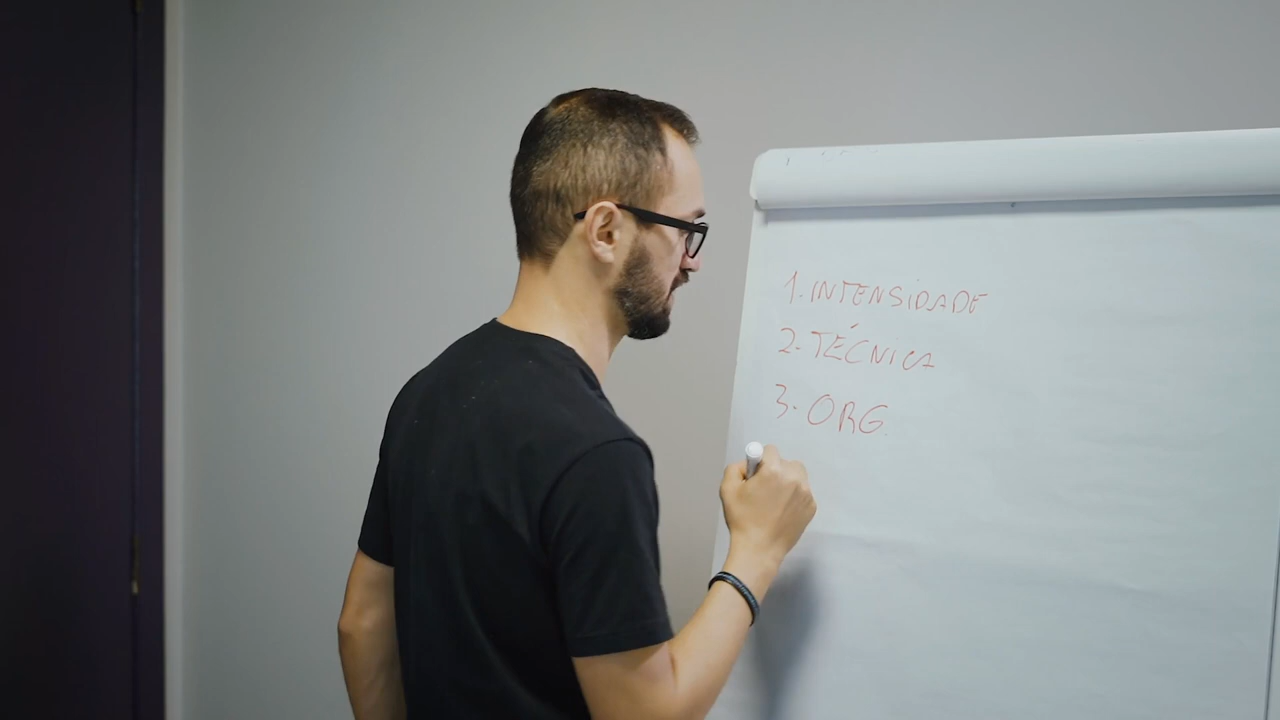 1. INTENSIDADE
2. TÉCNICA
3. ORG.